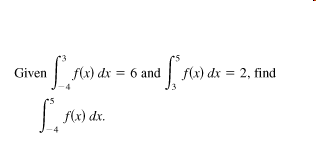 Given ∫_{-4}^{3} f(x) dx = 6 and ∫_{3}^{5} f(x) dx = 2, find
∫_{-4}^{5} f(x) dx.